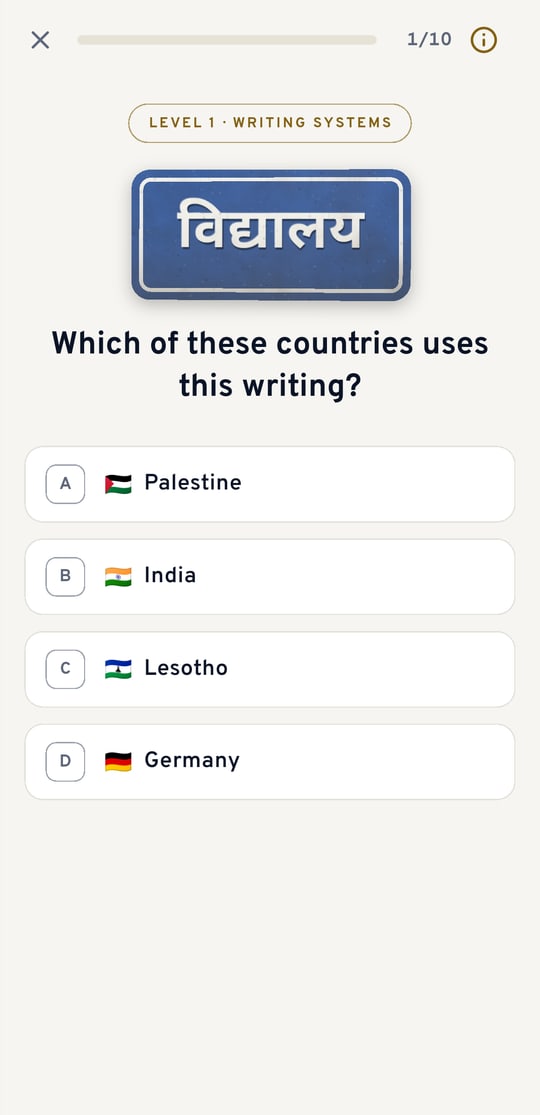 1/10
LEVEL 1 · WRITING SYSTEMS
विद्यालय
Which of these countries uses
this writing?
A Palestine
B India
C Lesotho
D Germany